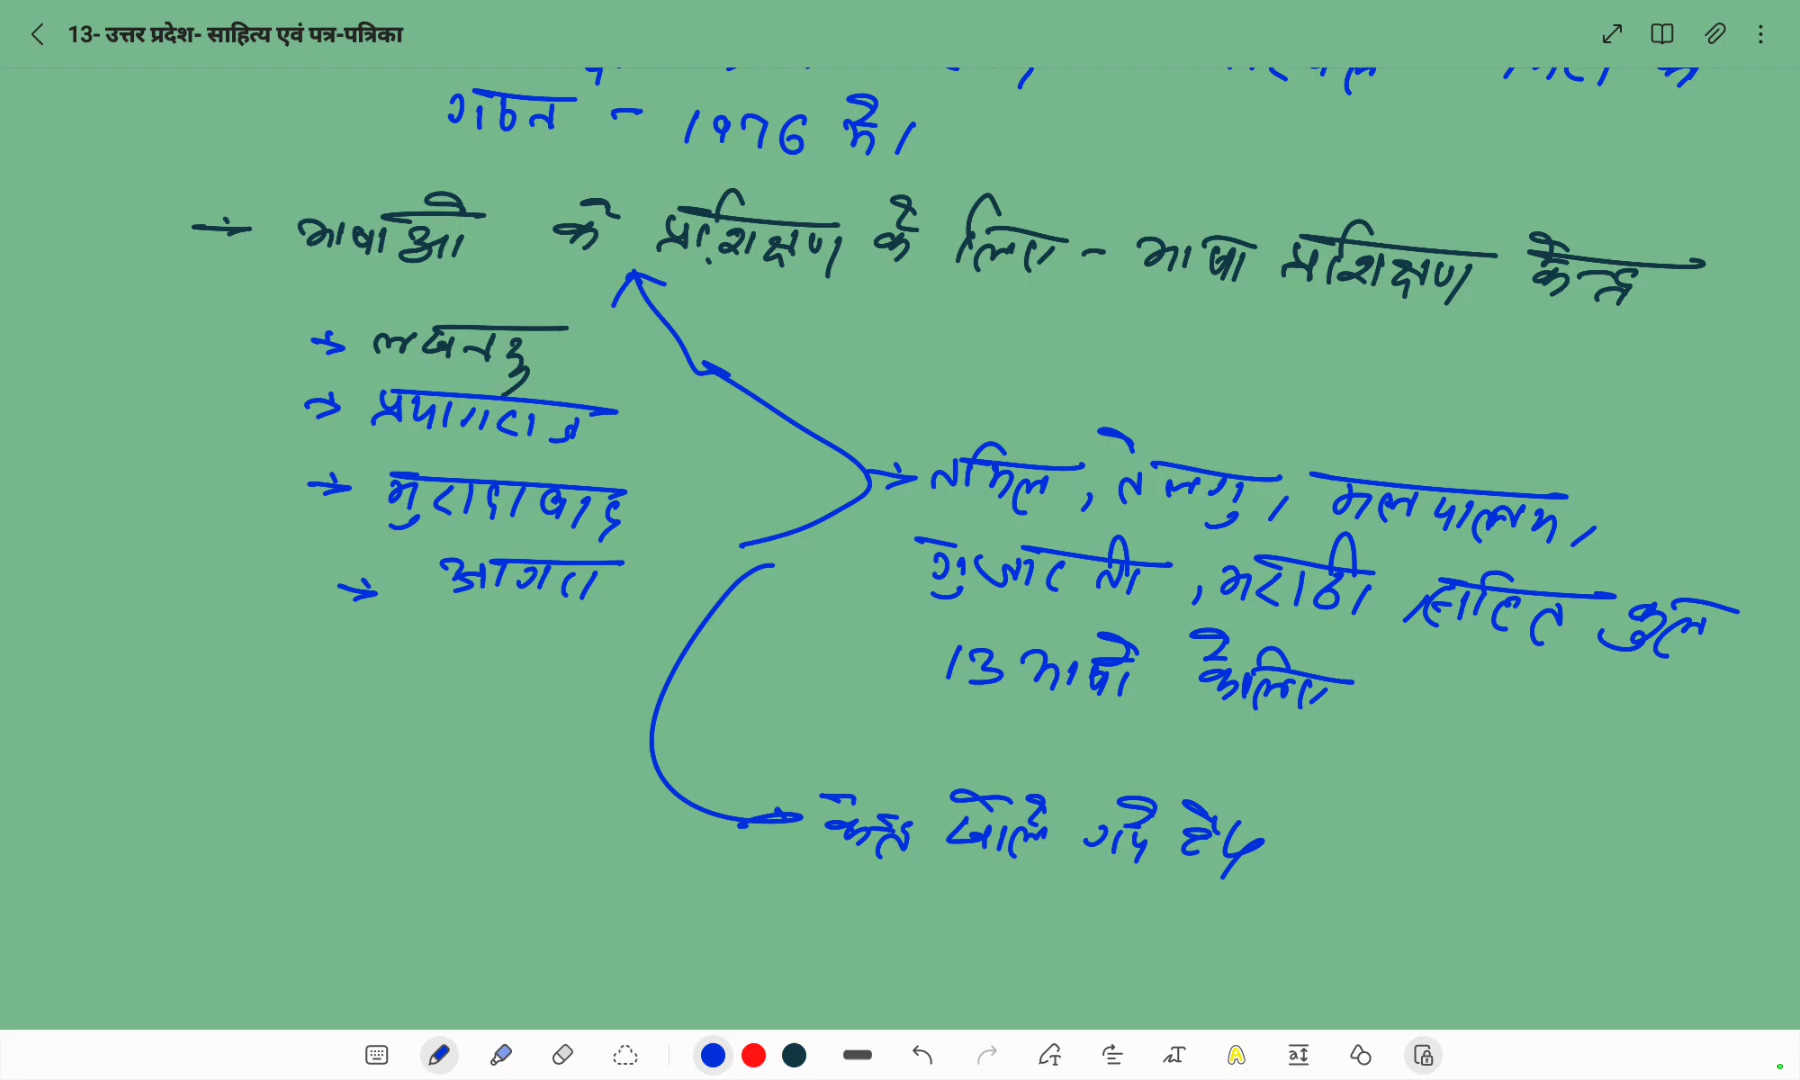 13- उत्तर प्रदेश- साहित्य एवं पत्र-पत्रिका
गठन - 1976 में।
→ भाषाओं के प्रशिक्षण के लिए - भाषा प्रशिक्षण केन्द्र
→ लखनऊ
→ प्रयागराज
→ मुरादाबाद
→ आगरा
→ तमिल, तेलगु, मलयालम,
गुजराती, मराठी सहित कुल
13 भाषों के लिए
केन्द्र खोले गये हैं